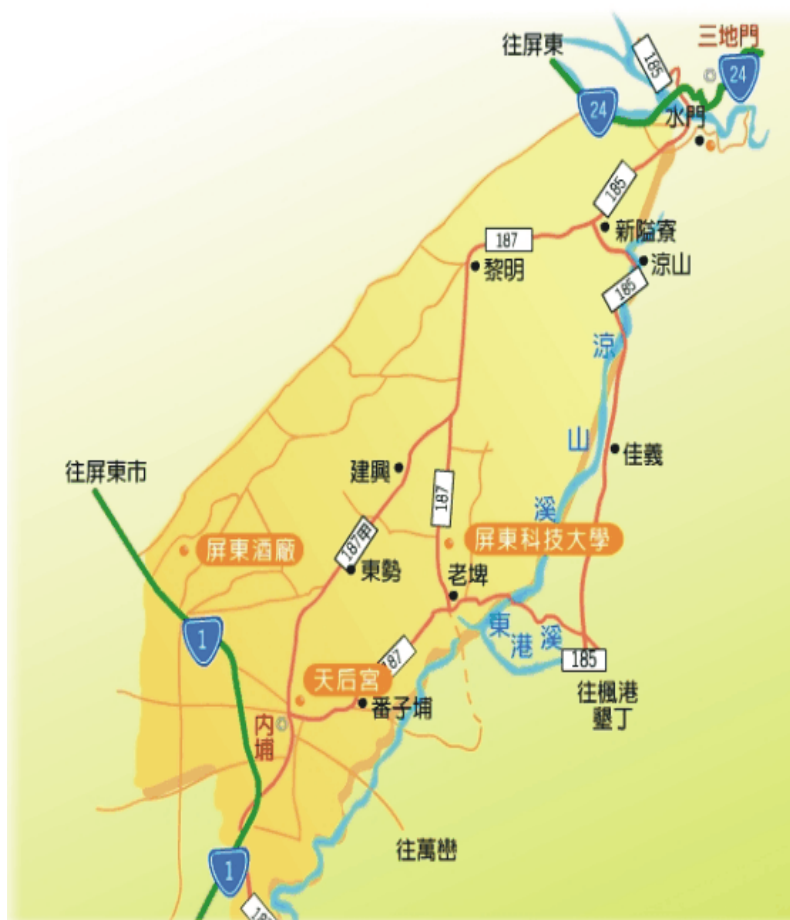 三地門
往屏東
185
24
24
水門
185
新隘寮
187
涼山
黎明
185
涼
山
溪
佳義
往屏東市
建興
187
187甲
屏東科技大學
屏東酒廠
東勢
老埤
東
港
溪
1
187
185
天后宮
往楓港
墾丁
番子埔
內
埔
往萬巒
1